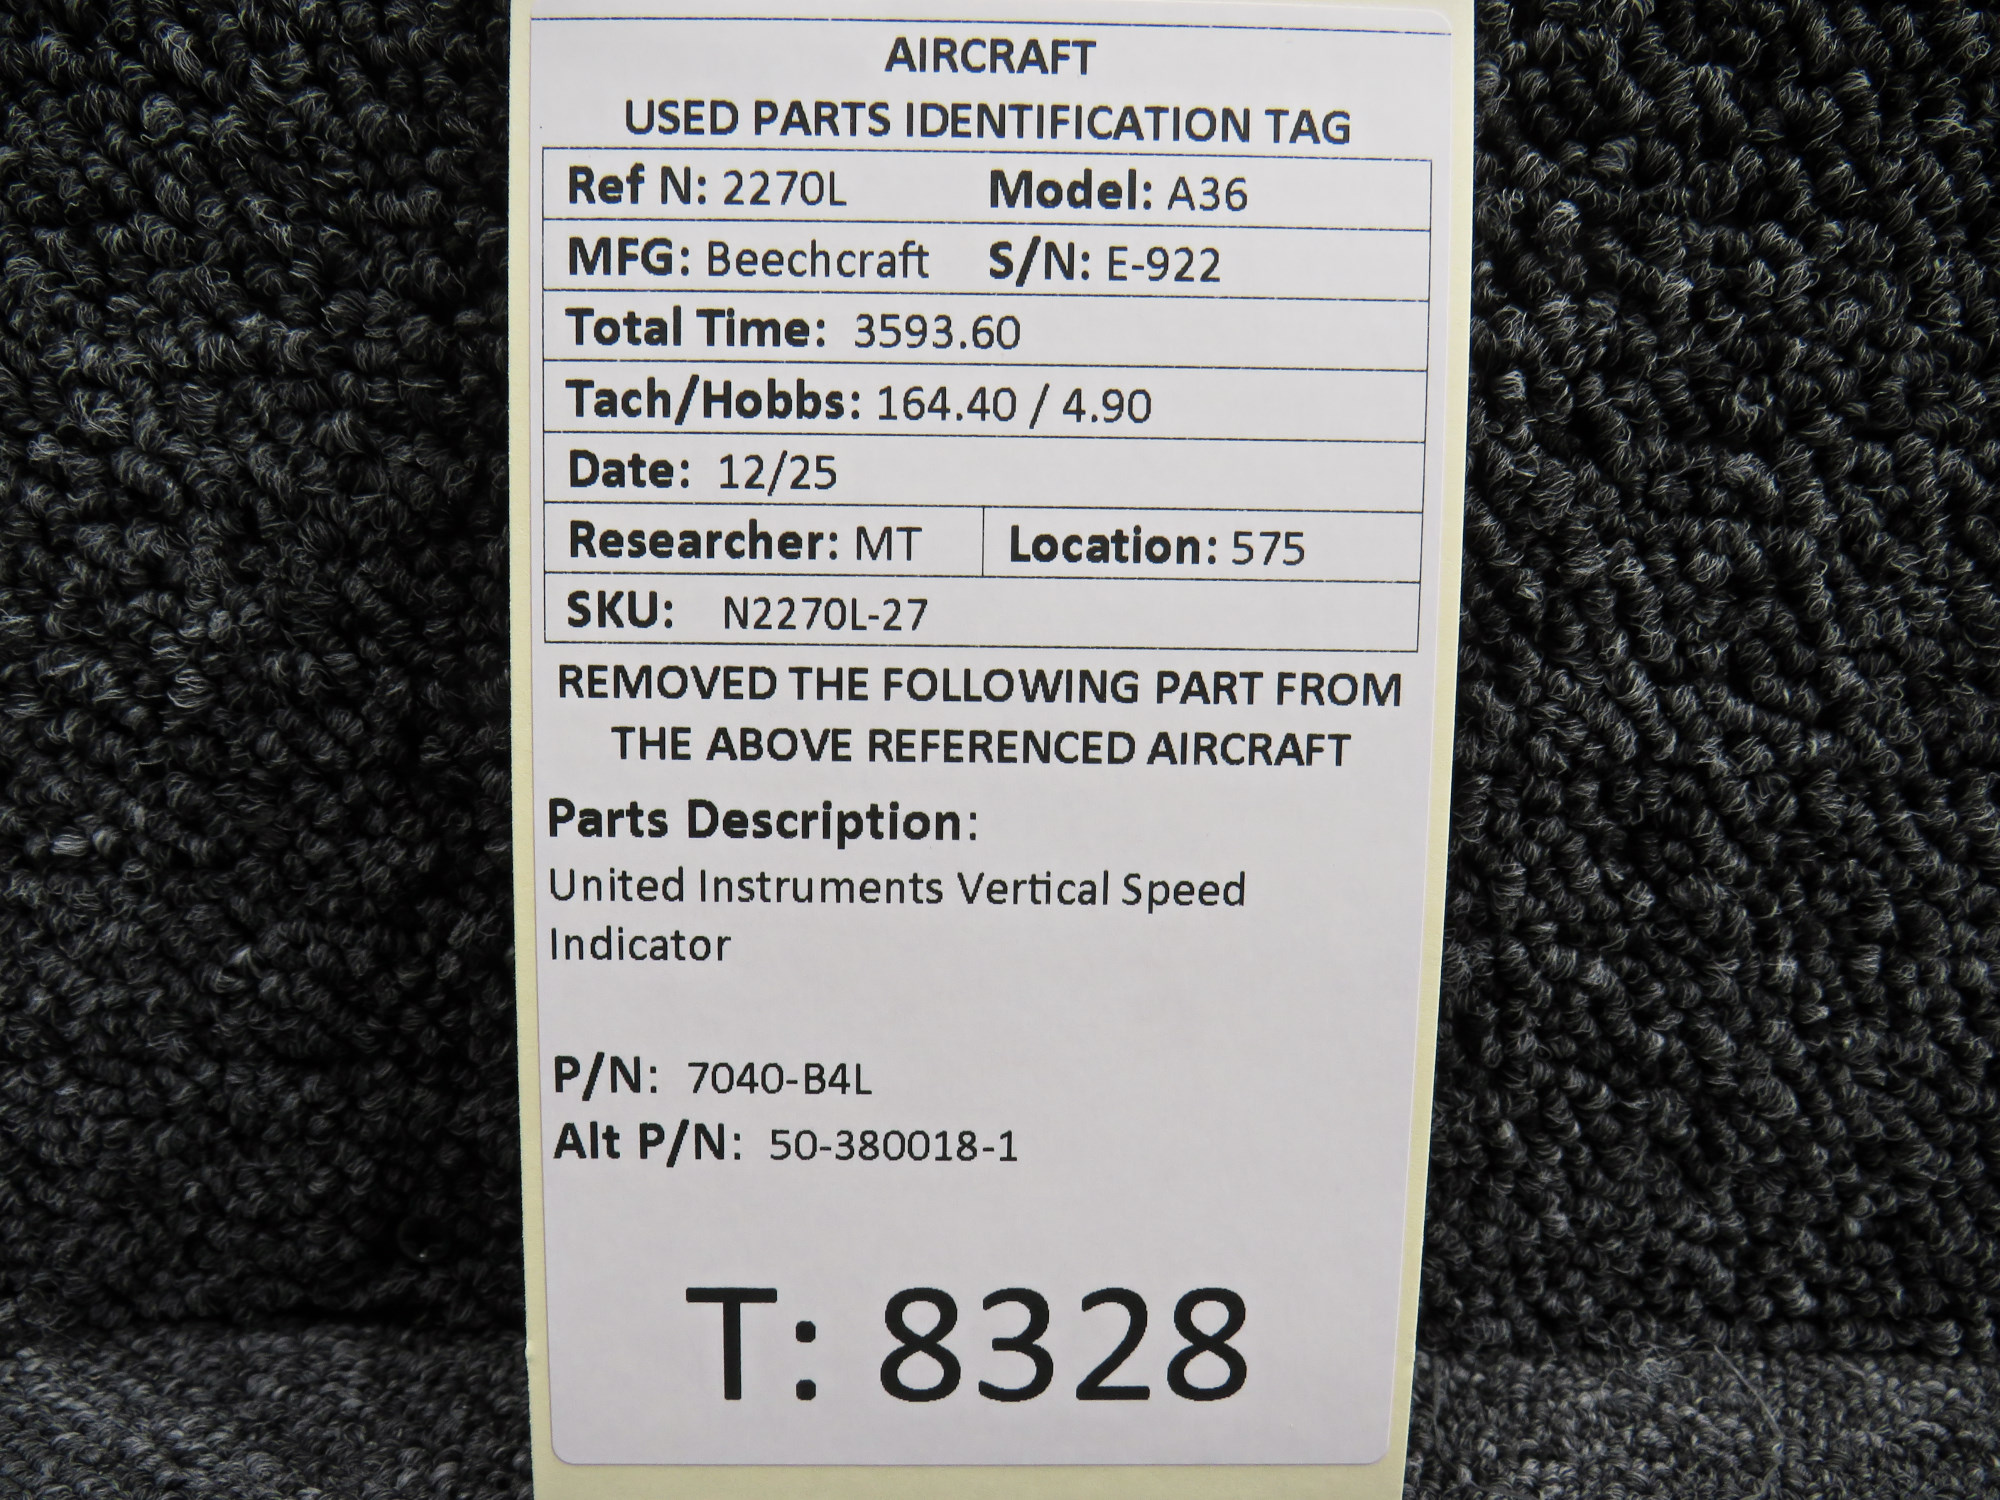 AIRCRAFT
USED PARTS IDENTIFICATION TAG
Ref N: 2270L Model: A36
MFG: Beechcraft S/N: E-922
Total Time: 3593.60
Tach/Hobbs: 164.40 / 4.90
Date: 12/25
Researcher: MT Location: 575
SKU: N2270L-27
REMOVED THE FOLLOWING PART FROM
THE ABOVE REFERENCED AIRCRAFT
Parts Description:
United Instruments Vertical Speed
Indicator
P/N: 7040-B4L
Alt P/N: 50-380018-1
T: 8328